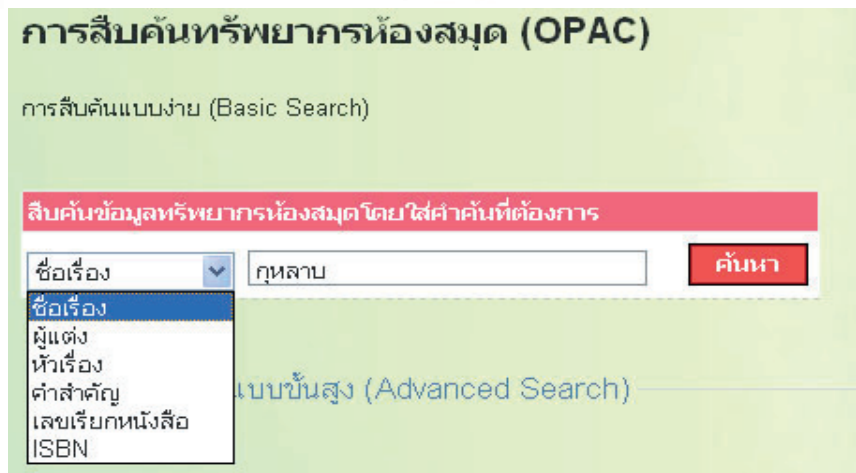 การสืบค้นทรัพยากรห้องสมุด (OPAC)
การสืบค้นแบบง่าย (Basic Search)
สืบค้นข้อมูลทรัพยากรห้องสมุดโดยใส่คำค้นที่ต้องการ
ชื่อเรื่อง กุหลาบ ค้นหา
ชื่อเรื่อง
ผู้แต่ง
หัวเรื่อง
คำสำคัญ
แบบขั้นสูง (Advanced Search)
เลขเรียกหนังสือ
ISBN